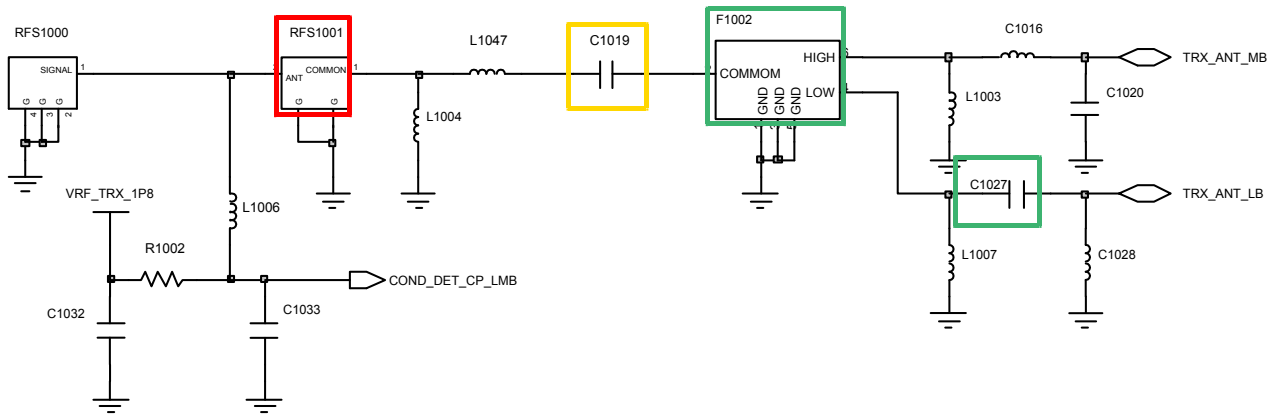 RFS1000
SIGNAL
1
G
G
G
4
3
2
RFS1001
ANT
COMMON
1
G
G
L1047
C1019
F1002
COMMOM
HIGH
LOW
GND
GND
GND
C1016
TRX_ANT_MB
L1003
C1020
L1004
C1027
TRX_ANT_LB
VRF_TRX_1P8
L1006
R1002
L1007
C1028
COND_DET_CP_LMB
C1032
C1033